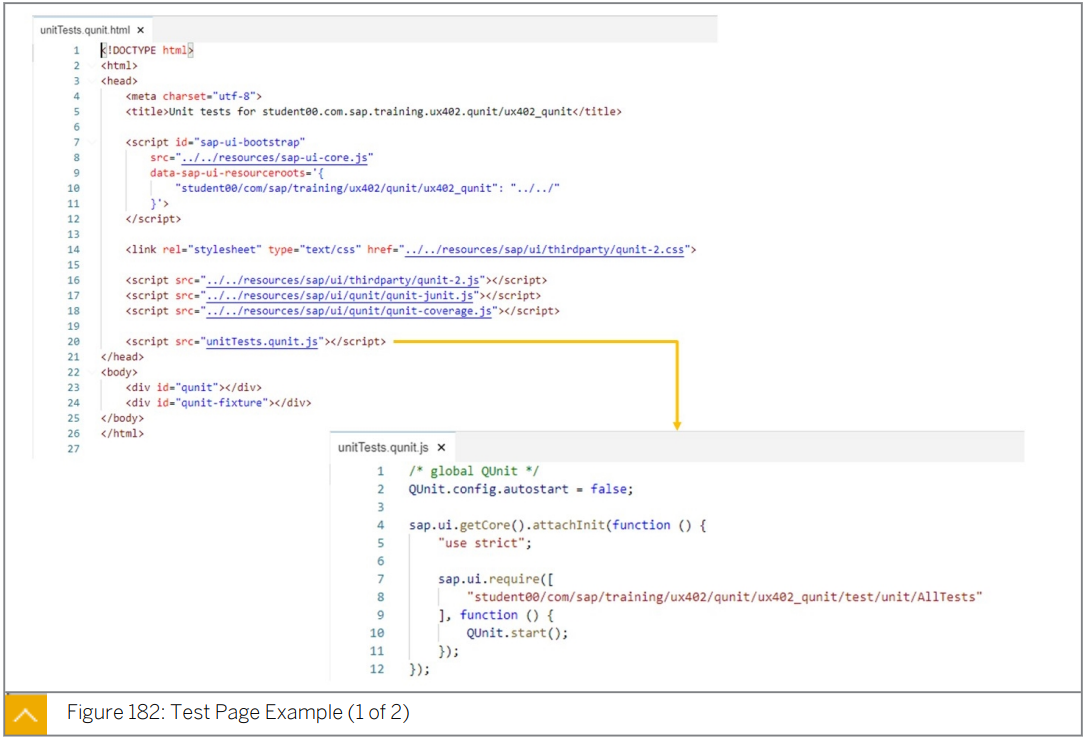 unitTests.qunit.html ×
1 <!DOCTYPE html>
2 <html>
3 <head>
4 <meta charset="utf-8">
5 <title>Unit tests for student00.com.sap.training.ux402.qunit/ux402_qunit</title>
6
7 <script id="sap-ui-bootstrap"
8 src="../../resources/sap-ui-core.js"
9 data-sap-ui-resourceroots='{
10 "student00/com/sap/training/ux402/qunit/ux402_qunit": "../../"
11 }'>
12 </script>
13
14 <link rel="stylesheet" type="text/css" href="../../resources/sap/ui/thirdparty/qunit-2.css">
15
16 <script src="../../resources/sap/ui/thirdparty/qunit-2.js"></script>
17 <script src="../../resources/sap/ui/qunit/qunit-junit.js"></script>
18 <script src="../../resources/sap/ui/qunit/qunit-coverage.js"></script>
19
20 <script src="unitTests.qunit.js"></script>
21 </head>
22 <body>
23 <div id="qunit"></div>
24 <div id="qunit-fixture"></div>
25 </body>
26 </html>
27
unitTests.qunit.js ×
1 /* global QUnit */
2 QUnit.config.autostart = false;
3
4 sap.ui.getCore().attachInit(function () {
5 "use strict";
6
7 sap.ui.require([
8 "student00/com/sap/training/ux402/qunit/ux402_qunit/test/unit/AllTests"
9 ], function () {
10 QUnit.start();
11 });
12 });
Figure 182: Test Page Example (1 of 2)